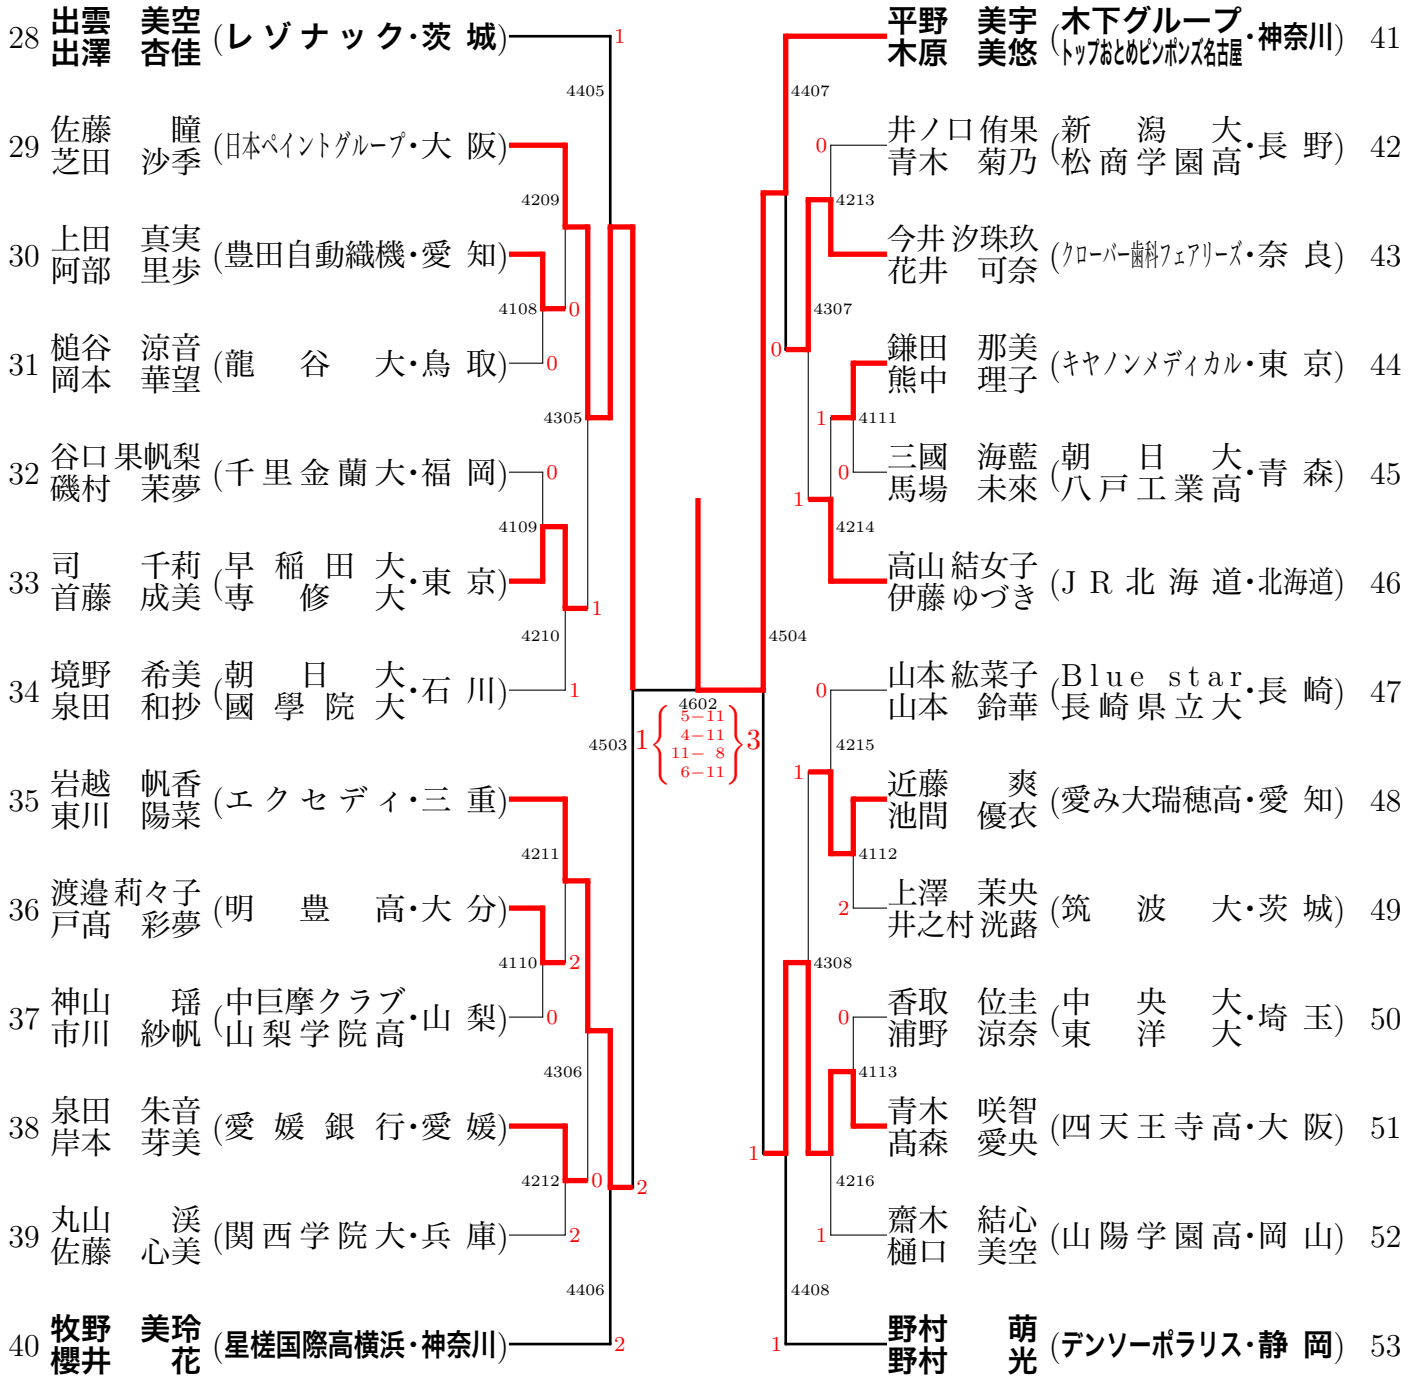 28 出雲 美空 出澤 杏佳 (レゾナック・茨城)
29 佐藤 瞳 芝田 沙季 (日本ペイントグループ・大阪)
30 上田 真実 阿部 里歩 (豊田自動織機・愛知)
31 槌谷 涼音 岡本 華望 (龍谷大・鳥取)
32 谷口果帆梨 磯村 茉夢 (千里金蘭大・福岡)
33 司 千莉 首藤 成美 (早稲田大 専修大・東京)
34 境野 希美 泉田 和抄 (朝日大 國學院大・石川)
35 岩越 帆香 東川 陽菜 (エクセディ・三重)
36 渡邉莉々子 戸髙 彩夢 (明豊高・大分)
37 神山 瑶 市川 紗帆 (中巨摩クラブ 山梨学院高・山梨)
38 泉田 朱音 岸本 芽美 (愛媛銀行・愛媛)
39 丸山 渓 佐藤 心美 (関西学院大・兵庫)
40 牧野 美玲 櫻井 花 (星槎国際高横浜・神奈川)
1
4405
4209
4108
0
0
4305
0
4109
1
4210
1
4503
4211
4110
2
0
4306
4212
0
2
2
4406
2
4602
1 { 5-11
4-11
11- 8
6-11 } 3
平野 美宇 木原 美悠 (木下グループ トップおとめピンポンズ名古屋・神奈川) 41
井ノ口侑果 青木 菊乃 (新潟大 松商学園高・長野) 42
今井汐珠玖 花井 可奈 (クローバー歯科フェアリーズ・奈良) 43
鎌田 那美 熊中 理子 (キヤノンメディカル・東京) 44
三國 海藍 馬場 未來 (朝日大 八戸工業高・青森) 45
高山結女子 伊藤ゆづき (JR北海道・北海道) 46
山本紘菜子 山本 鈴華 (Blue star 長崎県立大・長崎) 47
近藤 爽 池間 優衣 (愛み大瑞穂高・愛知) 48
上澤 茉央 井之村洸蕗 (筑波大・茨城) 49
香取 位圭 浦野 涼奈 (中央大 東洋大・埼玉) 50
青木 咲智 髙森 愛央 (四天王寺高・大阪) 51
齋木 結心 樋口 美空 (山陽学園高・岡山) 52
野村 萌 野村 光 (デンソーポラリス・静岡) 53
4407
0
4213
4307
0
1
4111
0
1
4214
4504
0
4215
1
4112
2
4308
0
4113
1
4216
1
4408
1